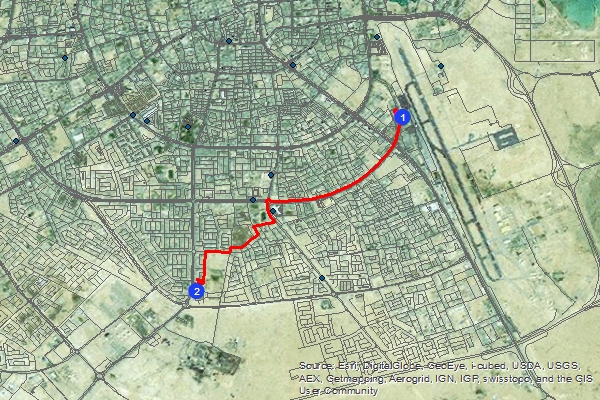 1
2
Source: Esri, DigitalGlobe, GeoEye, i-cubed, USDA, USGS,
AEX, Getmapping, Aerogrid, IGN, IGP, swisstopo, and the GIS
User Community